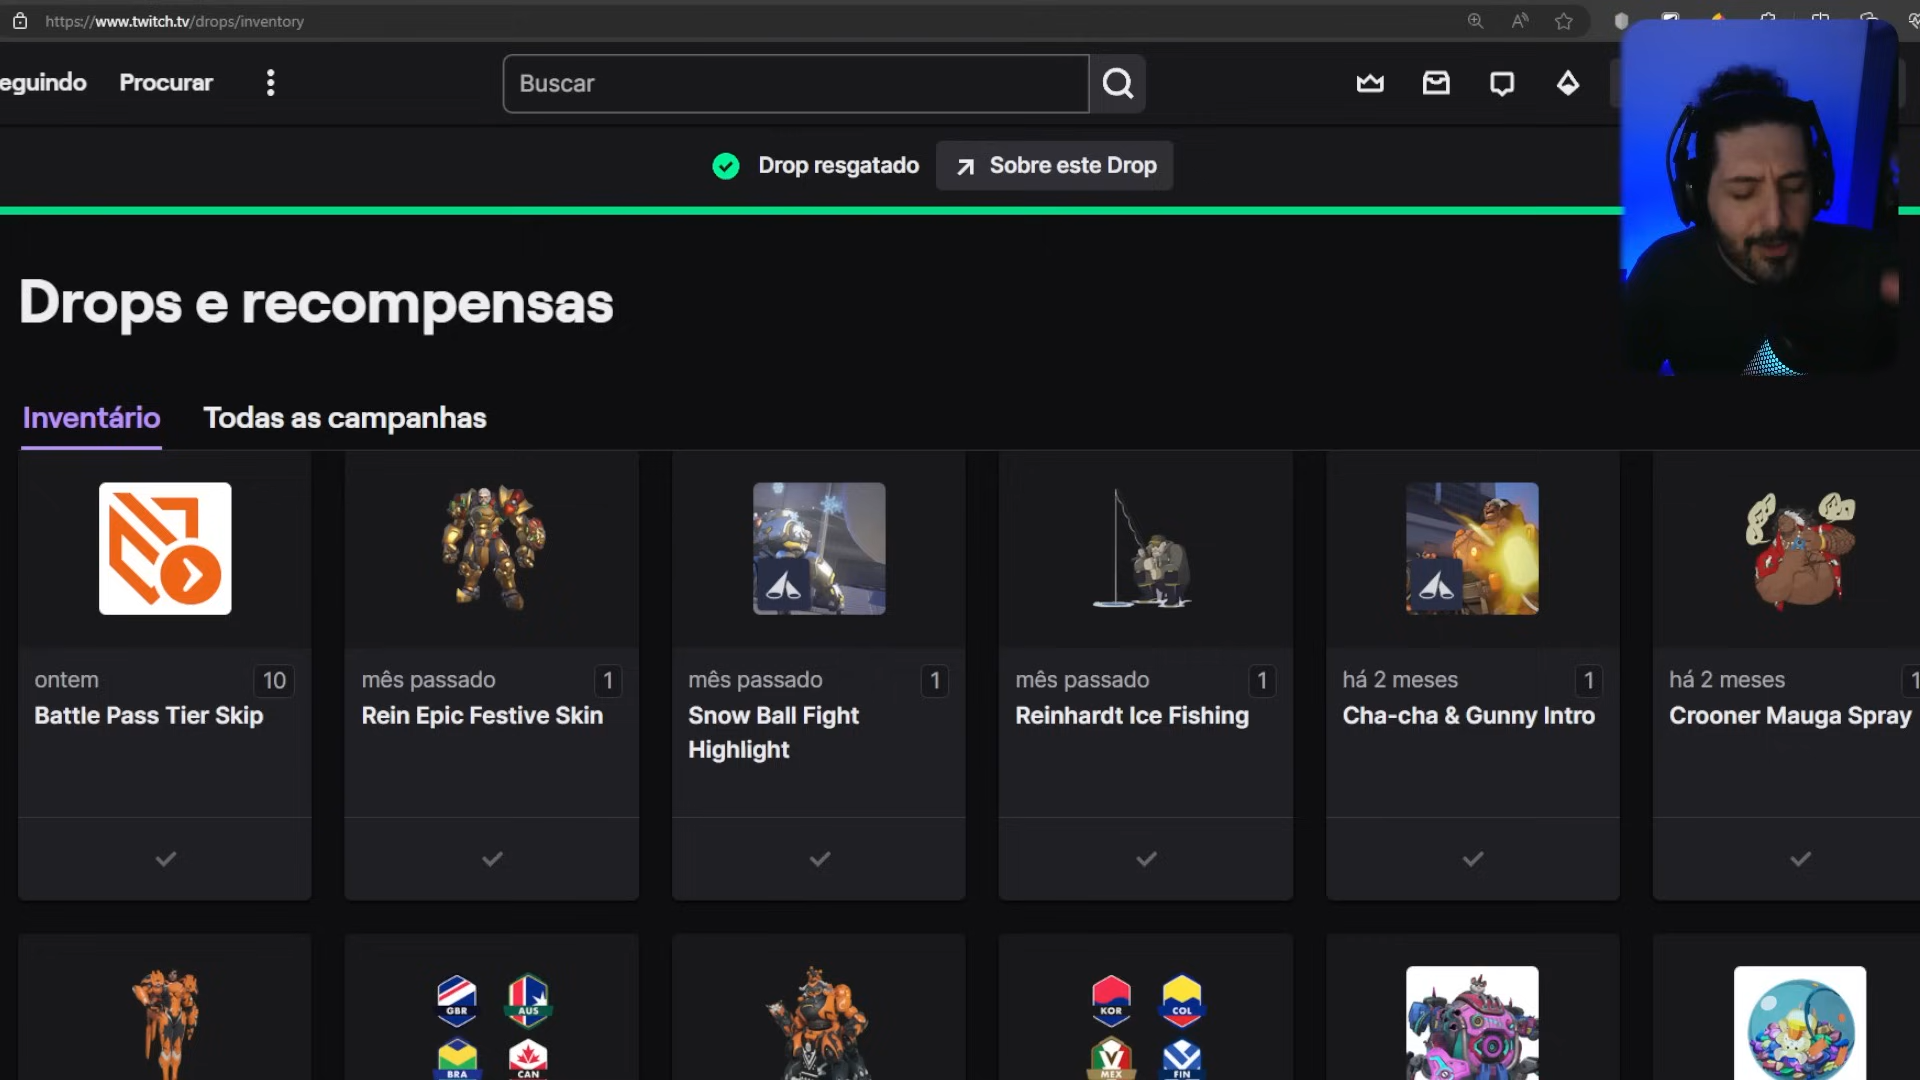 https://www.twitch.tv/drops/inventory
eguindo
Procurar
Buscar
Drop resgatado
Sobre este Drop
Drops e recompensas
Inventário
Todas as campanhas
ontem
10
Battle Pass Tier Skip
mês passado
1
Rein Epic Festive Skin
mês passado
1
Snow Ball Fight
Highlight
mês passado
1
Reinhardt Ice Fishing
há 2 meses
1
Cha-cha & Gunny Intro
há 2 meses
1
Crooner Mauga Spray
GBR
AUS
BRA
CAN
KOR
COL
MEX
FIN